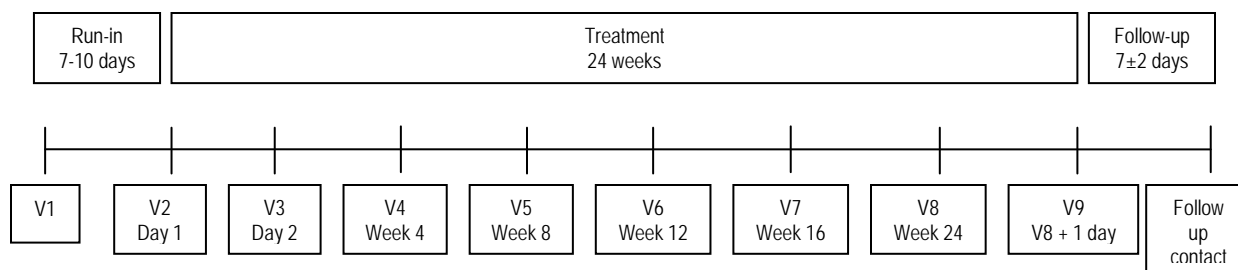 Run-in
7-10 days
Treatment
24 weeks
Follow-up
7±2 days
V1
V2
Day 1
V3
Day 2
V4
Week 4
V5
Week 8
V6
Week 12
V7
Week 16
V8
Week 24
V9
V8 + 1 day
Follow
up
contact